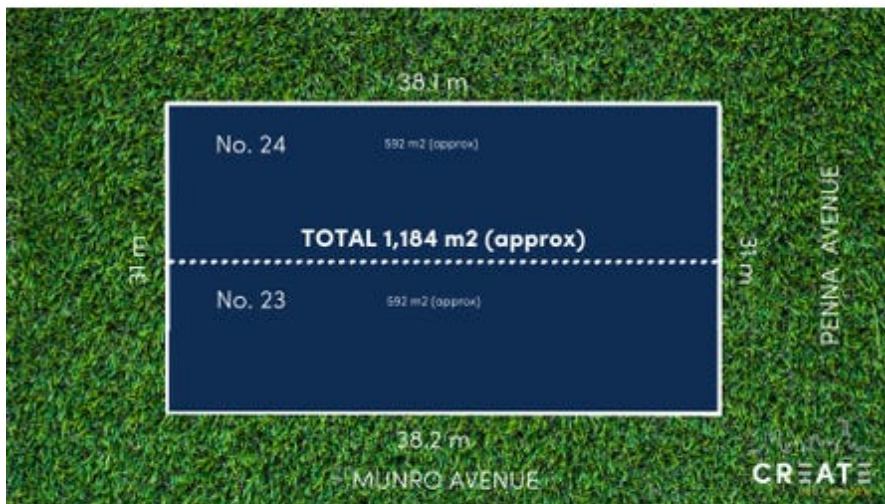 38.1 m
No. 24
592 m2 (approx)
TOTAL 1,184 m2 (approx)
31 m
31 m
No. 23
592 m2 (approx)
PENNA AVENUE
38.2 m
MUNRO AVENUE
CREATE